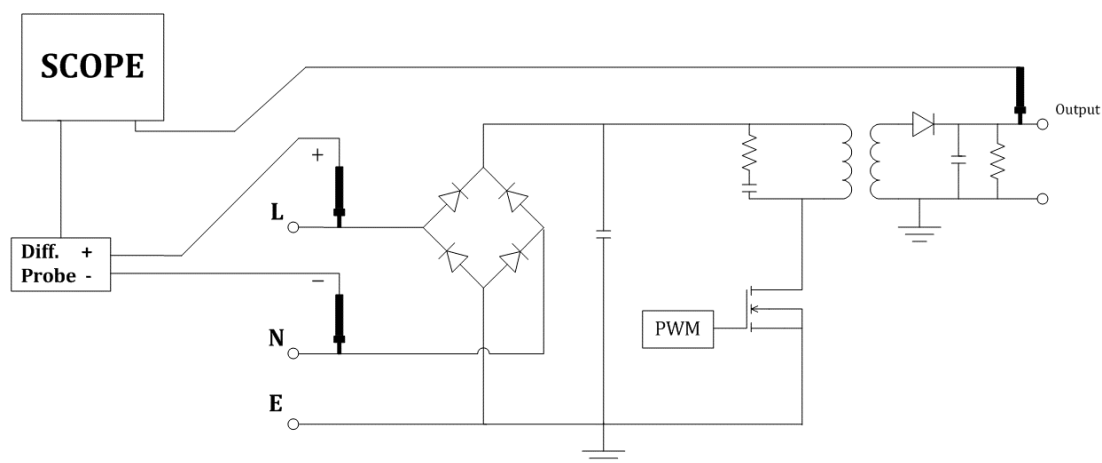 SCOPE
Output
+
L
Diff. +
Probe -
−
PWM
N
E